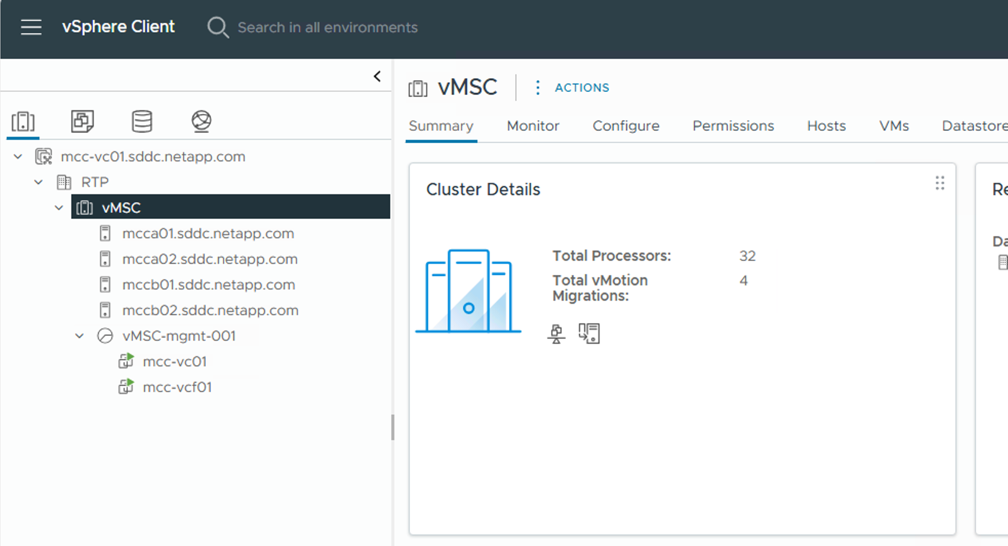 vSphere Client
Search in all environments
mcc-vc01.sddc.netapp.com
RTP
vMSC
mcca01.sddc.netapp.com
mcca02.sddc.netapp.com
mccb01.sddc.netapp.com
mccb02.sddc.netapp.com
vMSC-mgmt-001
mcc-vc01
mcc-vcf01
vMSC
ACTIONS
Summary Monitor Configure Permissions Hosts VMs Datastore
Cluster Details
Total Processors: 32
Total vMotion 4
Migrations:
Re
Da